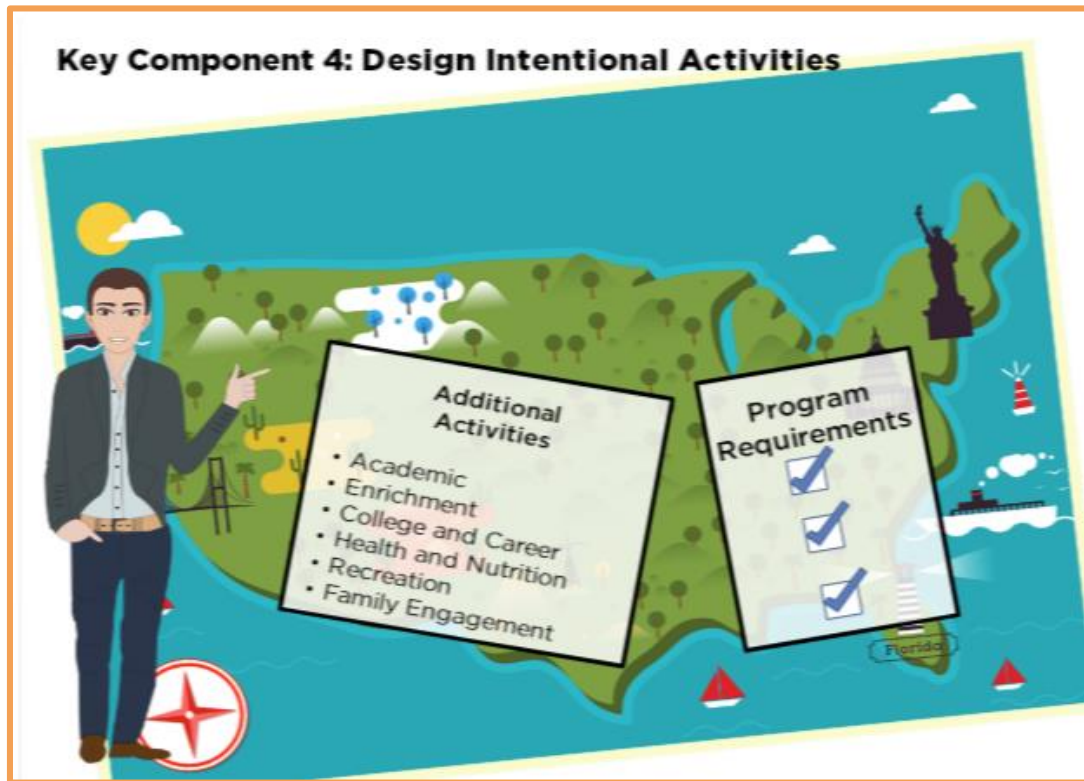 Key Component 4: Design Intentional Activities
Additional
Activities
• Academic
• Enrichment
• College and Career
• Health and Nutrition
• Recreation
• Family Engagement
Program
Requirements
Florida